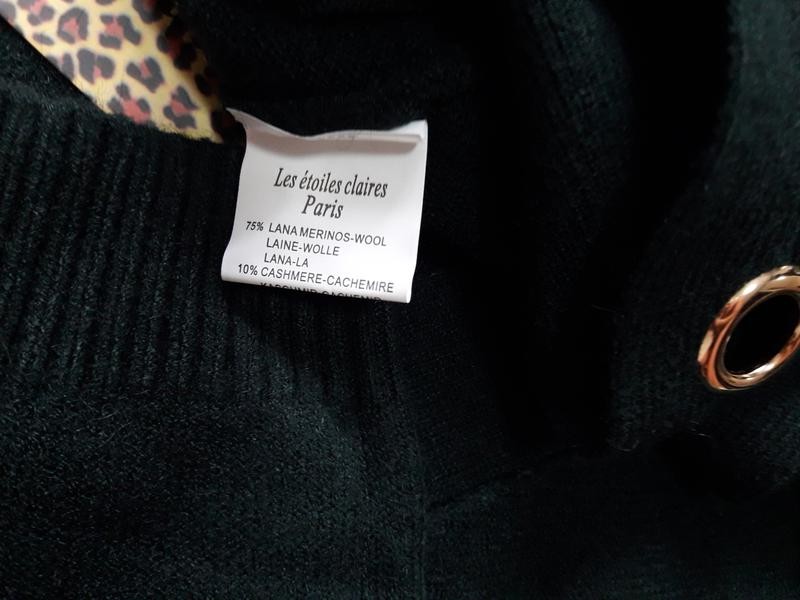 Les étoiles claires
Paris
75% LANA MERINOS-WOOL
LAINE-WOLLE
LANA-LA
10% CASHMERE-CACHEMIRE